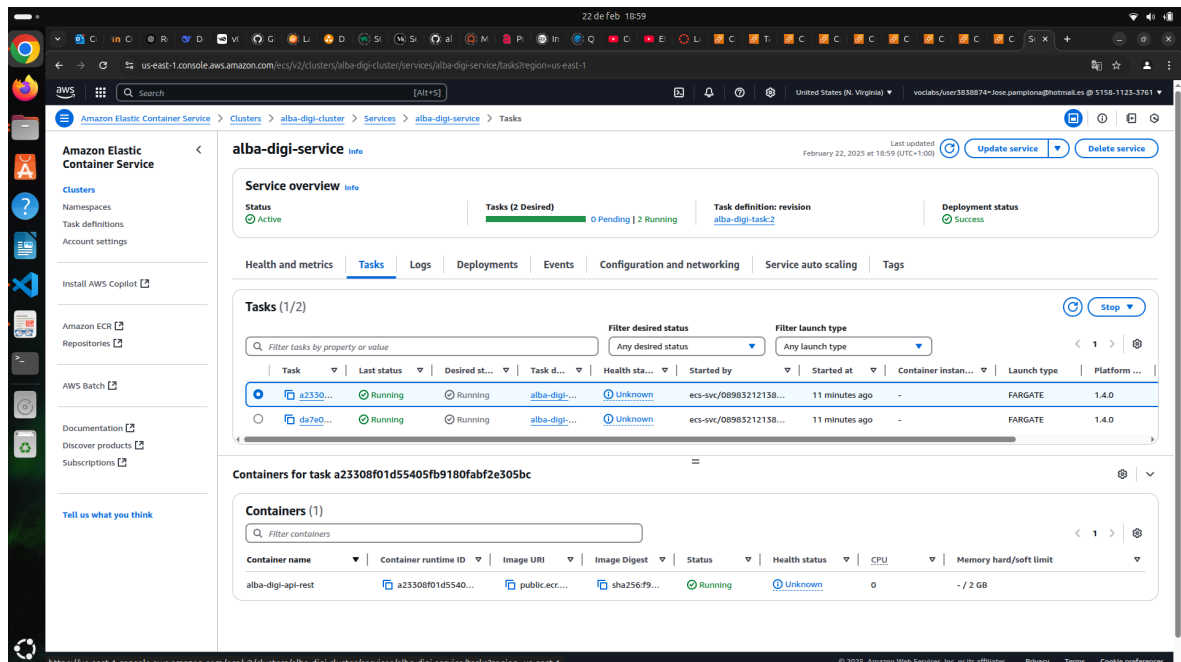 22 de feb 18:59
us-east-1.console.aws.amazon.com/ecs/v2/clusters/alba-digi-cluster/services/alba-digi-service/tasks?region=us-east-1
aws
Search [Alt+S]
United States (N. Virginia) ▼
voclabs/user3838874=Jose.pamplona@hotmail.es @ 5158-1123-3761 ▼
Amazon Elastic Container Service > Clusters > alba-digi-cluster > Services > alba-digi-service > Tasks
Amazon Elastic
Container Service
Clusters
Namespaces
Task definitions
Account settings
Install AWS Copilot
Amazon ECR
Repositories
AWS Batch
Documentation
Discover products
Subscriptions
Tell us what you think
alba-digi-service Info
Last updated
February 22, 2025 at 18:59 (UTC+1:00)
Update service
Delete service
Service overview Info
Status
Active
Tasks (2 Desired)
0 Pending | 2 Running
Task definition: revision
alba-digi-task:2
Deployment status
Success
Health and metrics Tasks Logs Deployments Events Configuration and networking Service auto scaling Tags
Tasks (1/2)
Stop
Filter desired status
Filter launch type
Filter tasks by property or value
Any desired status
Any launch type
1
Task Last status Desired st... Task d... Health sta... Started by Started at Container instan... Launch type Platform ...
a2330... Running Running alba-digi-... Unknown ecs-svc/08983212138... 11 minutes ago - FARGATE 1.4.0
da7e0... Running Running alba-digi-... Unknown ecs-svc/08983212138... 11 minutes ago - FARGATE 1.4.0
Containers for task a23308f01d55405fb9180fabf2e305bc
Containers (1)
Filter containers
1
Container name Container runtime ID Image URI Image Digest Status Health status CPU Memory hard/soft limit
alba-digi-api-rest a23308f01d5540... public.ecr.... sha256:f9... Running Unknown 0 - / 2 GB
© 2025, Amazon Web Services, Inc. or its affiliates. Privacy Terms Cookie preferences